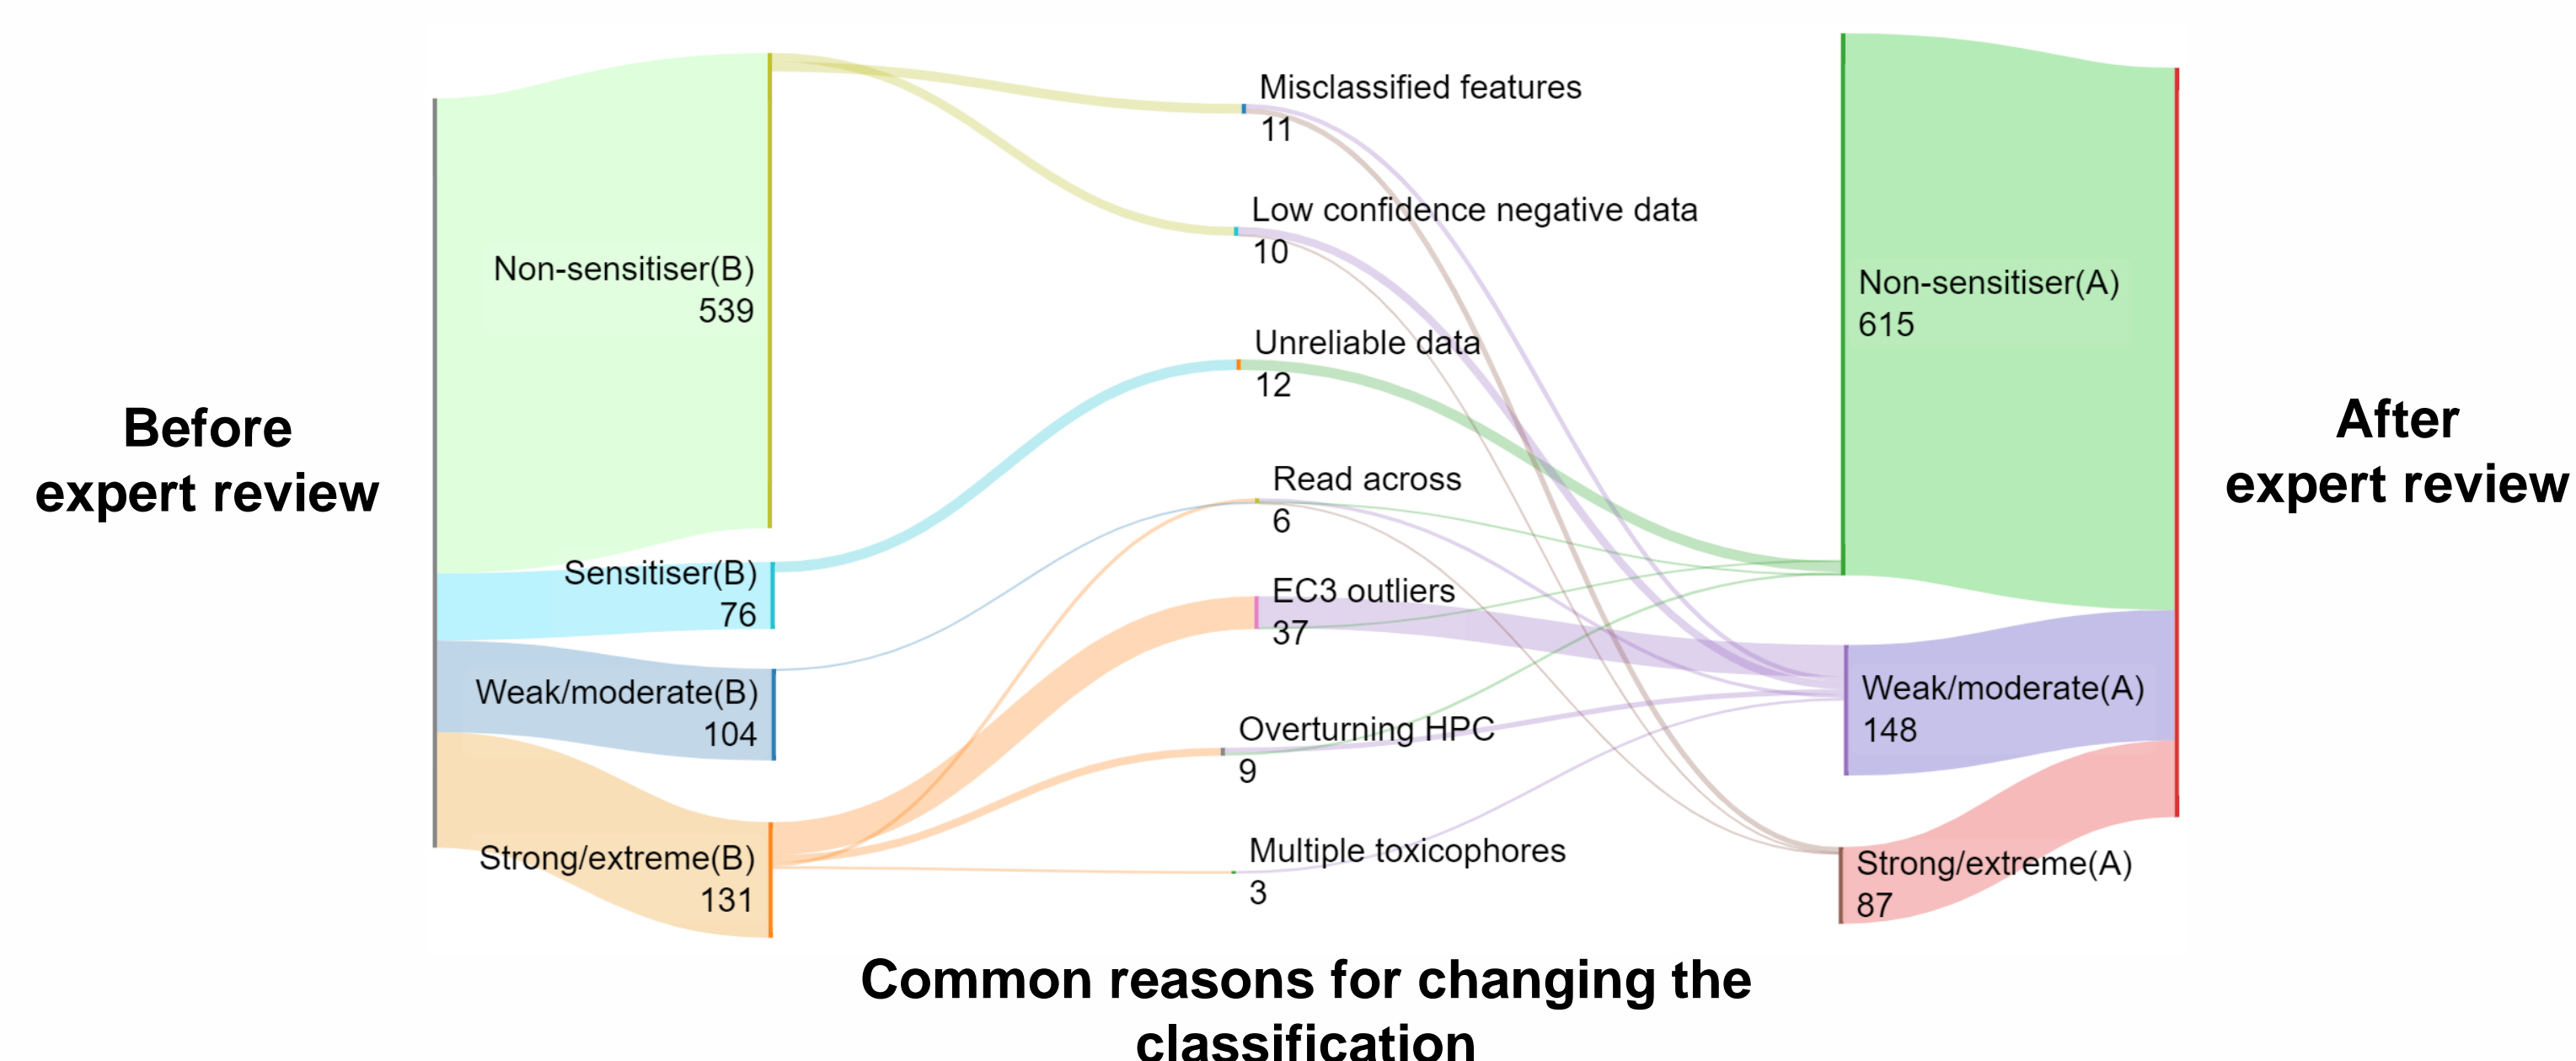 Before
expert review
Non-sensitiser(B)
539
Sensitiser(B)
76
Weak/moderate(B)
104
Strong/extreme(B)
131
Misclassified features
11
Low confidence negative data
10
Unreliable data
12
Read across
6
EC3 outliers
37
Overturning HPC
9
Multiple toxicophores
3
Common reasons for changing the
classification
Non-sensitiser(A)
615
Weak/moderate(A)
148
Strong/extreme(A)
87
After
expert review